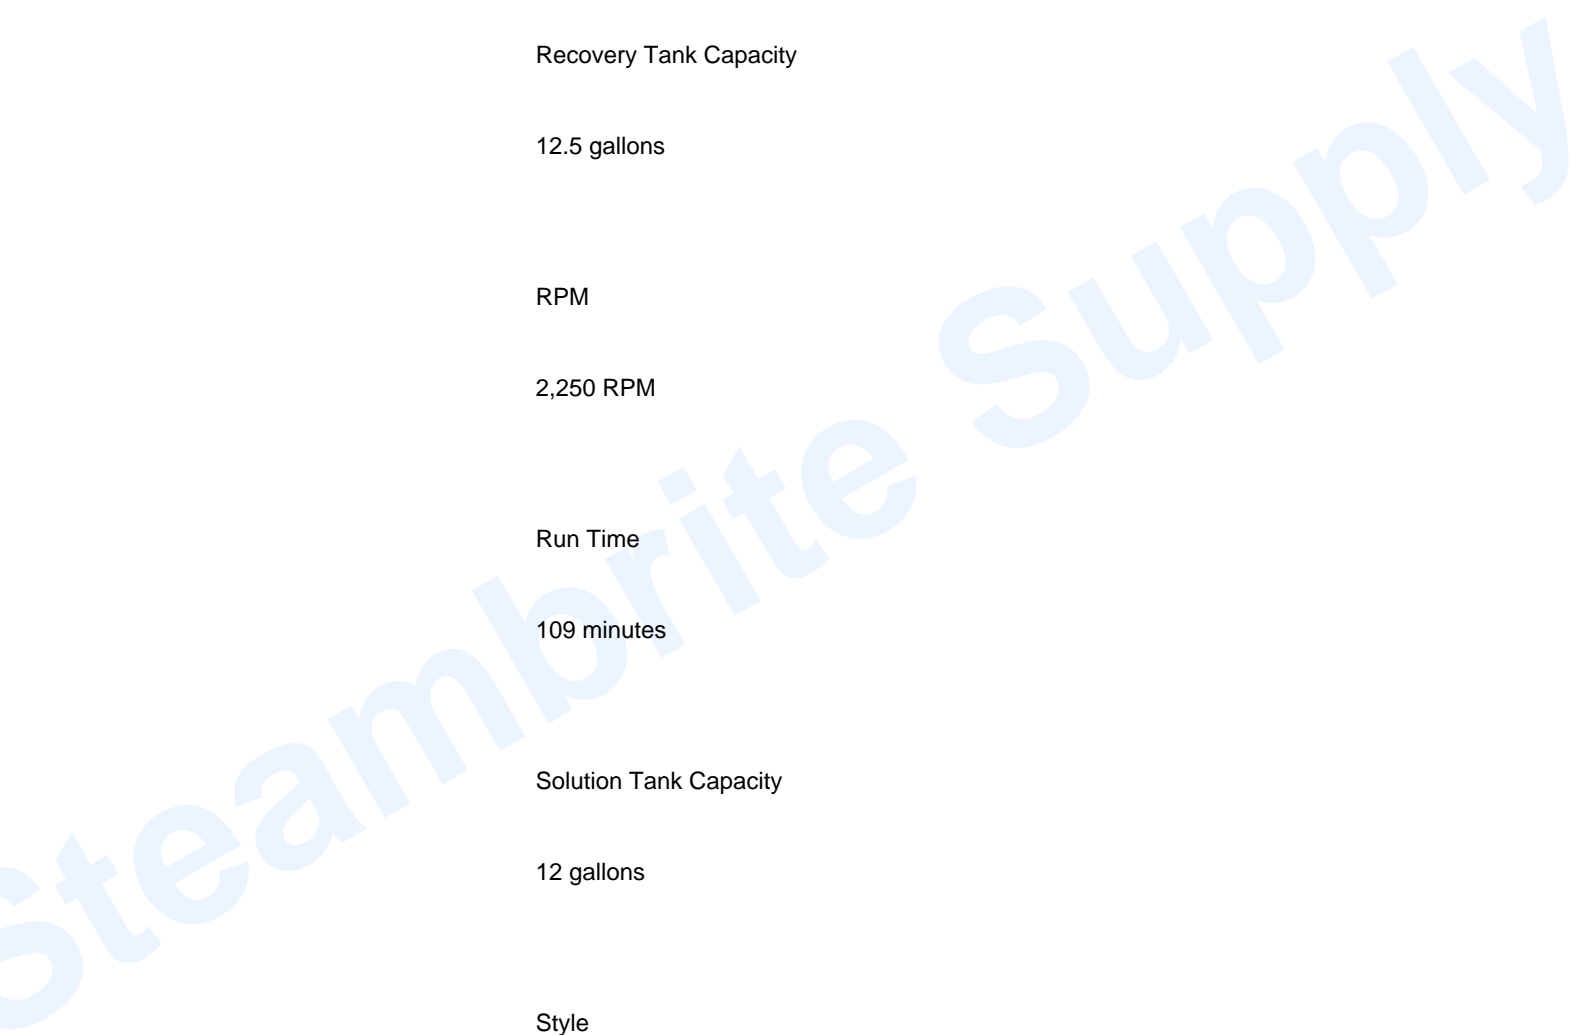 Recovery Tank Capacity
12.5 gallons
RPM
2,250 RPM
Run Time
109 minutes
Solution Tank Capacity
12 gallons
Style
Steambrite Supply